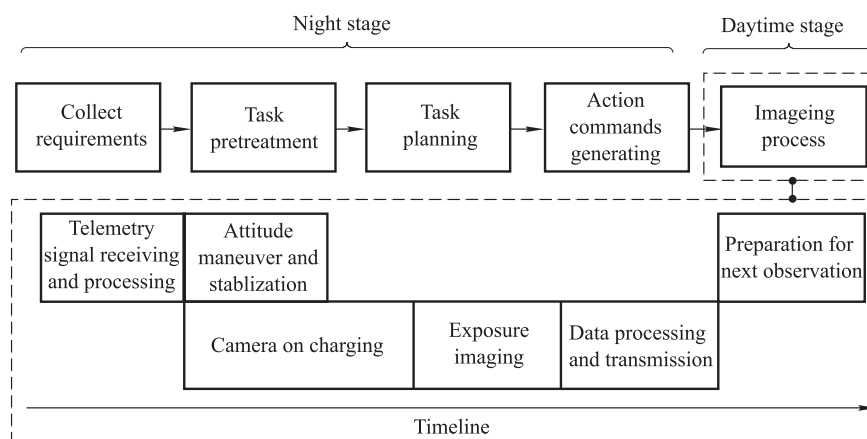 Night stage
Daytime stage
Collect
requirements
Task
pretreatment
Task
planning
Action
commands
generating
Imageing
process
Telemetry
signal receiving
and processing
Attitude
maneuver and
stablization
Preparation for
next observation
Camera on charging
Exposure
imaging
Data processing
and transmission
Timeline